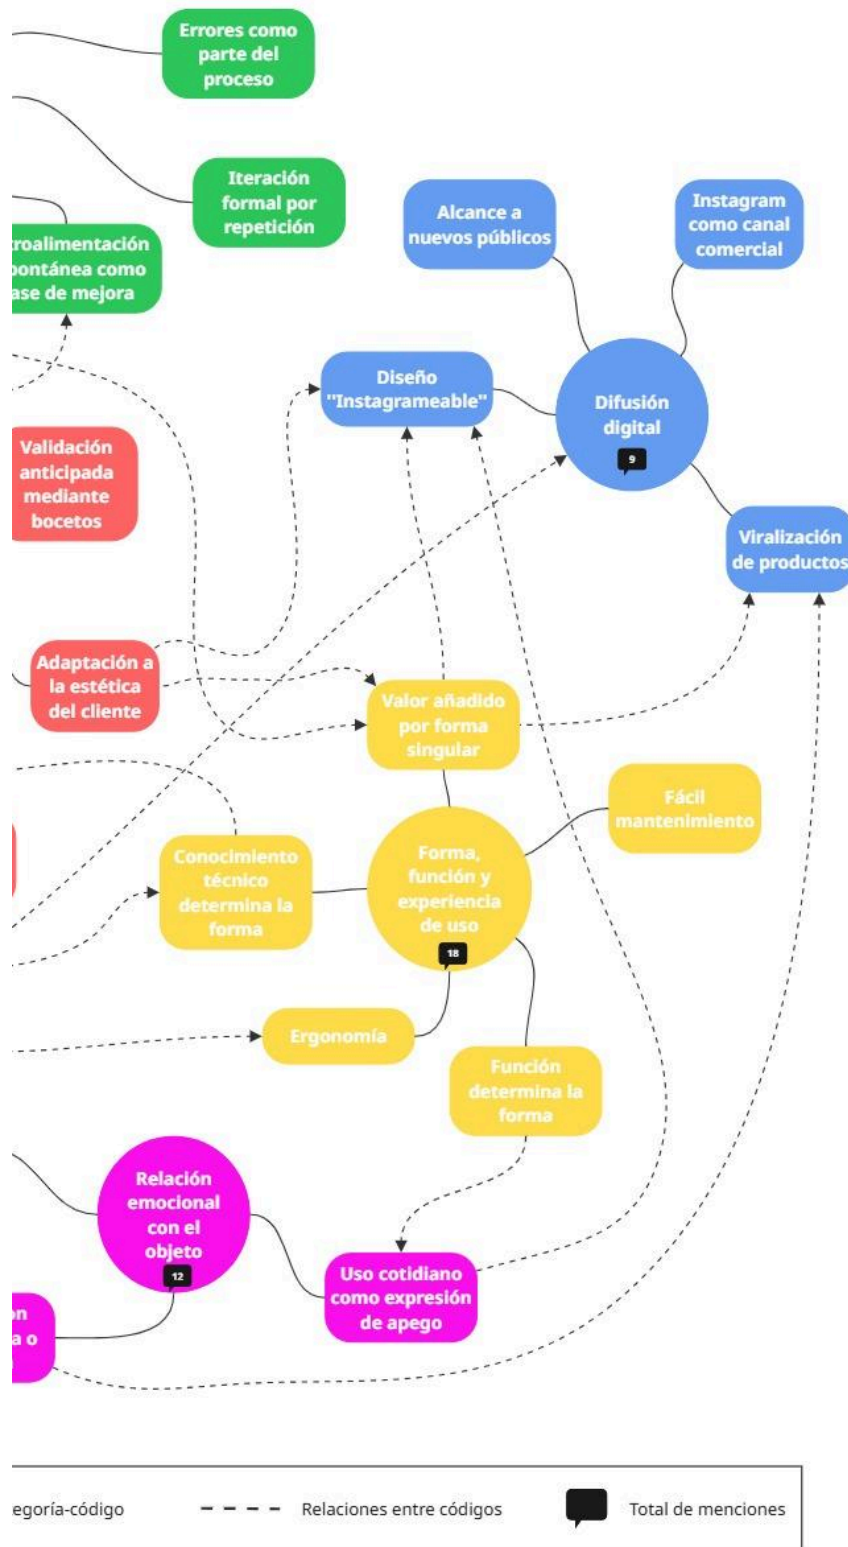 Errores como
parte del
proceso
Iteración
formal por
repetición
Alcance a
nuevos públicos
Instagram
como canal
comercial
troalimentación
pontánea como
ase de mejora
Diseño
"Instagrameable"
Difusión
digital
9
Validación
anticipada
mediante
bocetos
Viralización
de productos
Adaptación a
la estética
del cliente
Valor añadido
por forma
singular
Fácil
mantenimiento
Conocimiento
técnico
determina la
forma
Forma,
función y
experiencia
de uso
18
Ergonomía
Función
determina la
forma
Relación
emocional
con el
objeto
12
Uso cotidiano
como expresión
de apego
ón
a o
egoría-código
Relaciones entre códigos
Total de menciones